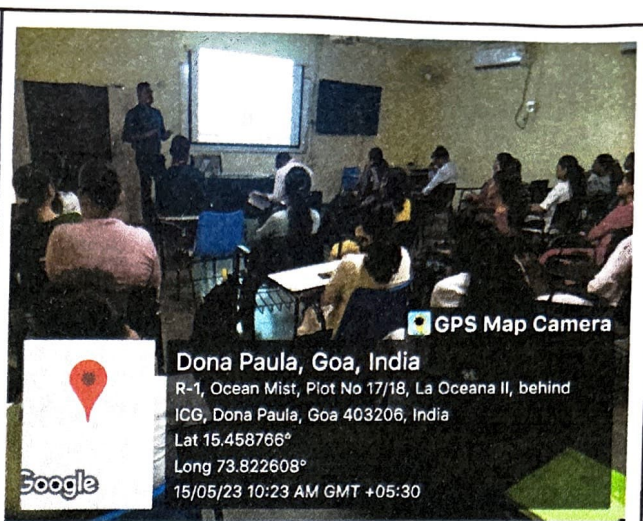 GPS Map Camera
Dona Paula, Goa, India
R-1, Ocean Mist, Plot No 17/18, La Oceana II, behind
ICG, Dona Paula, Goa 403206, India
Lat 15.458766°
Long 73.822608°
15/05/23 10:23 AM GMT +05:30
Google